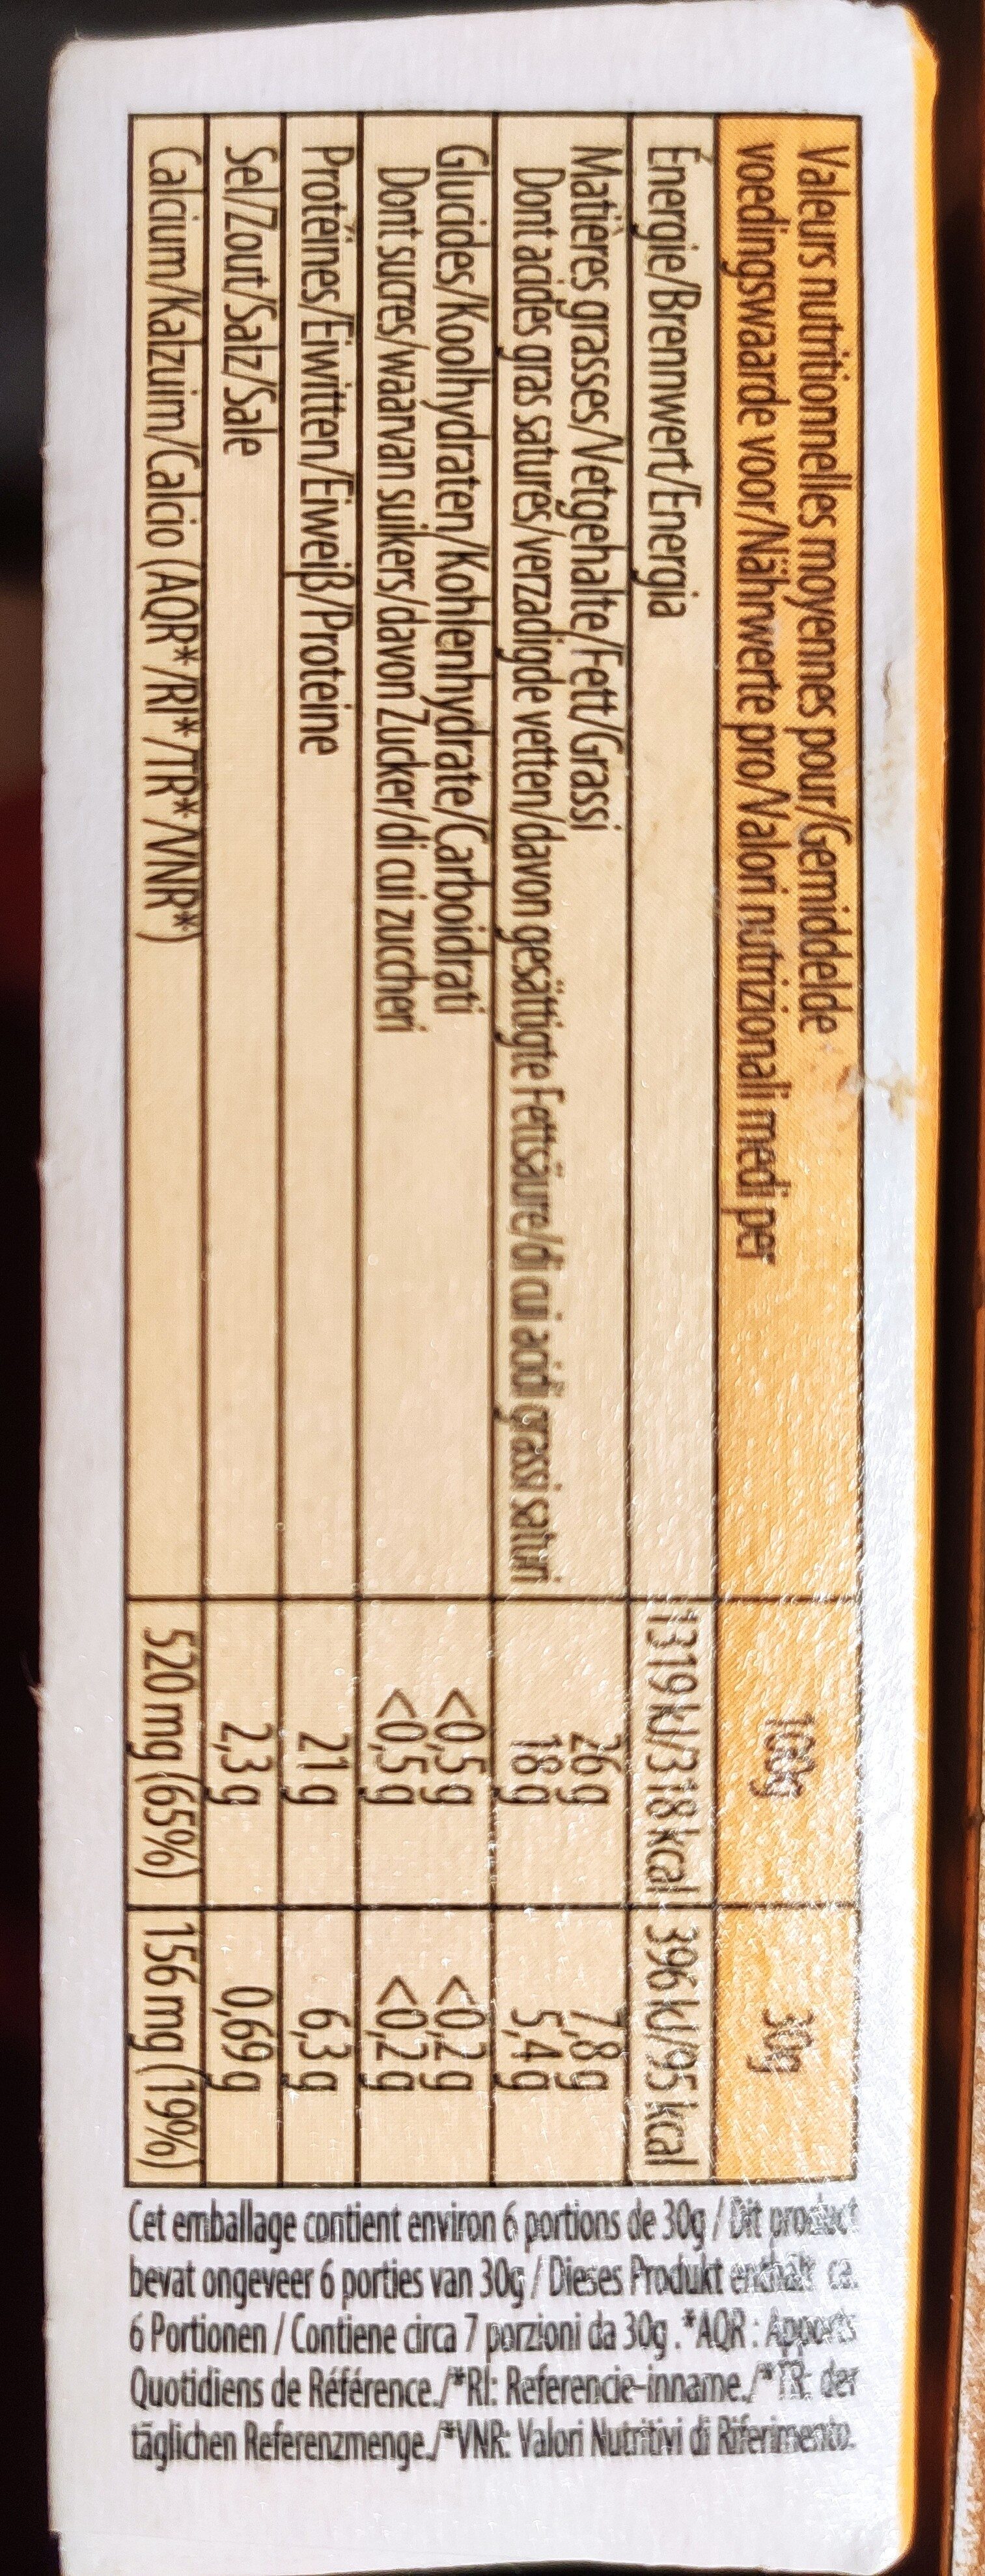 Valeurs nutritionnelles moyennes pour/Gemiddelde
voedingswaarde voor/Nährwerte pro/Valori nutrizionali medi per 100g 30g
Énergie/Brennwert/Energia 1319 kJ/318 kcal 396 kJ/95 kcal
Matières grasses/Vetgehalte/Fett/Grassi 26 g 7,8 g
Dont acides gras saturés/verzadigde vetten/davon gesättigte Fettsäure/di cui acidi grassi saturi 18 g 5,4 g
Glucides/Koolhydraten/Kohlenhydrate/Carboidrati <0,5 g <0,2 g
Dont sucres/waarvan suikers/davon Zucker/di cui zuccheri <0,5 g <0,2 g
Protéines/Eiwitten/Eiweiß/Proteine 21 g 6,3 g
Sel/Zout/Salz/Sale 2,3 g 0,69 g
Calcium/Kalzuim/Calcio (AQR*/RI*/TR*/VNR*) 520 mg (65%) 156 mg (19%)
Cet emballage contient environ 6 portions de 30g / Dit product
bevat ongeveer 6 porties van 30g / Dieses Produkt enthält ca.
6 Portionen / Contiene circa 7 porzioni da 30g .*AQR : Apports
Quotidiens de Référence./*RI: Referencie-inname./*TR: der
täglichen Referenzmenge./*VNR: Valori Nutritivi di Riferimento.